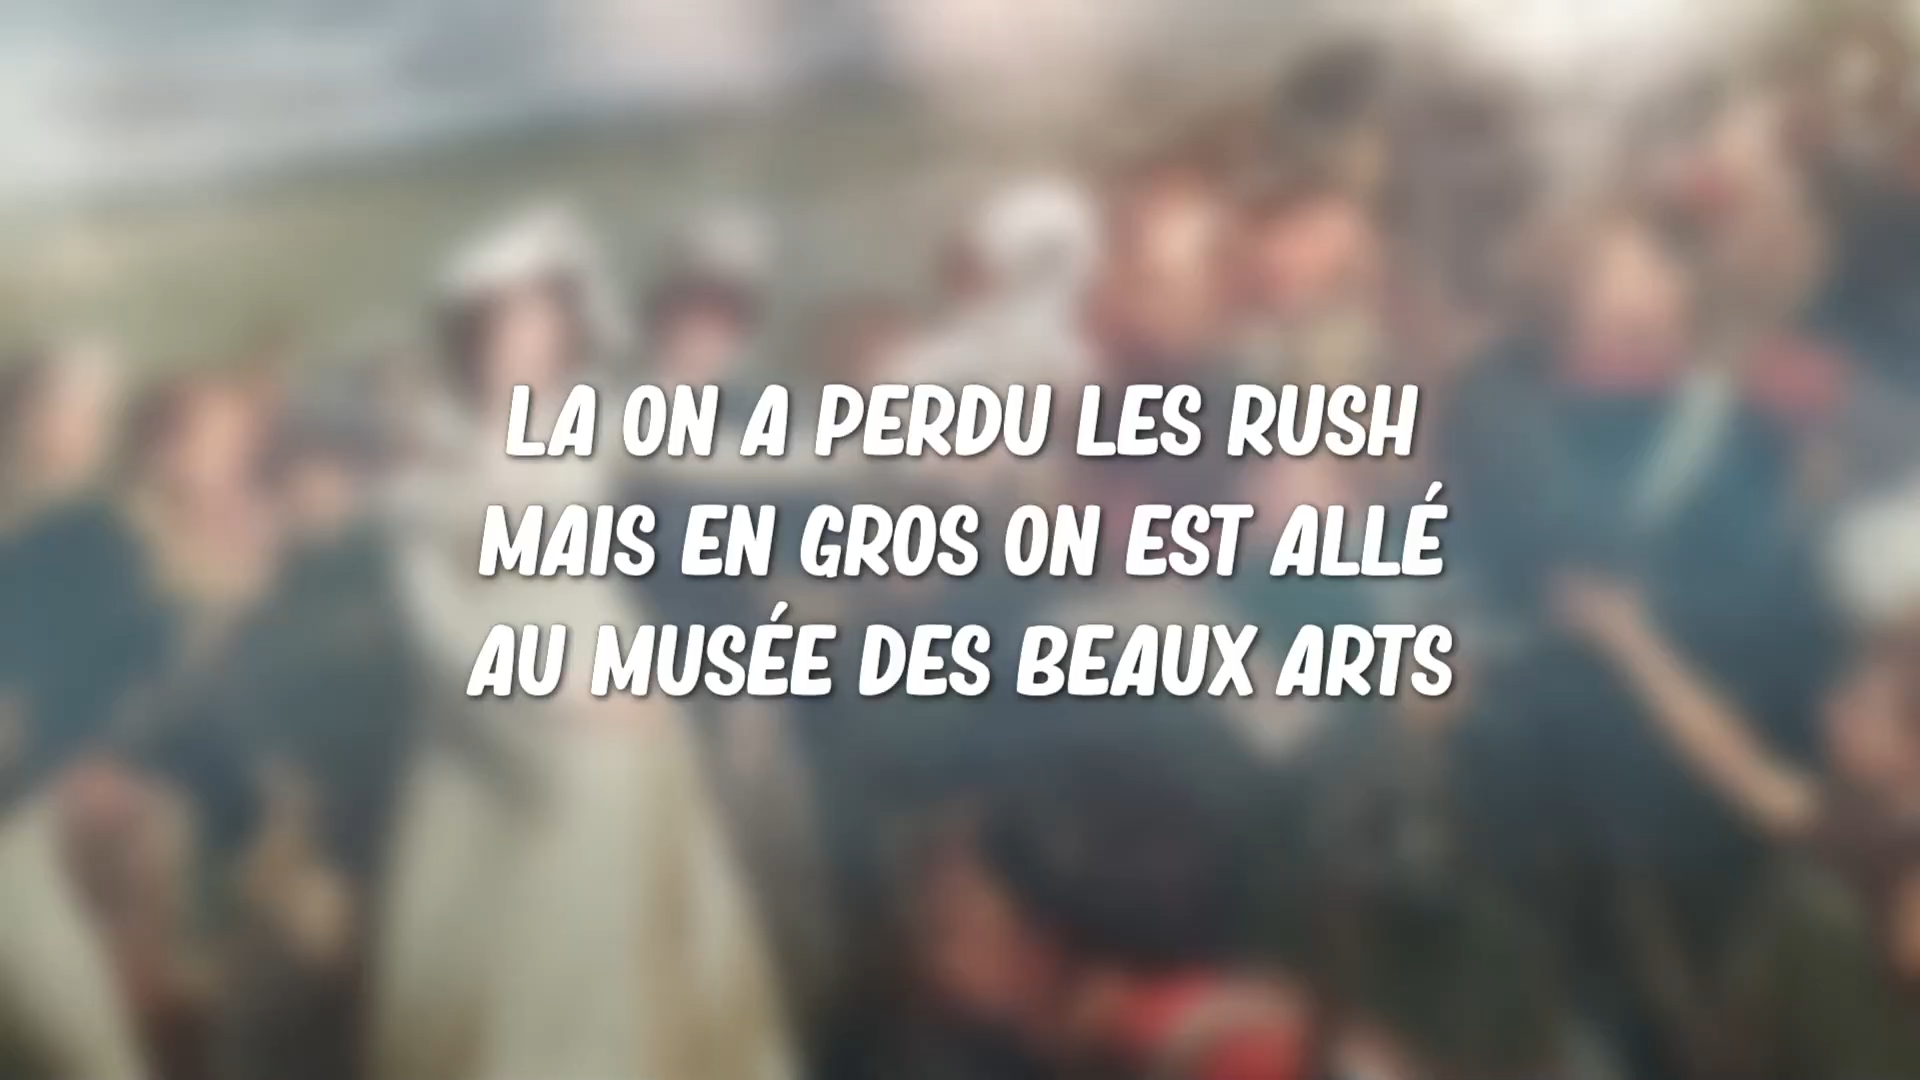 LA ON A PERDU LES RUSH
MAIS EN GROS ON EST ALLÉ
AU MUSÉE DES BEAUX ARTS